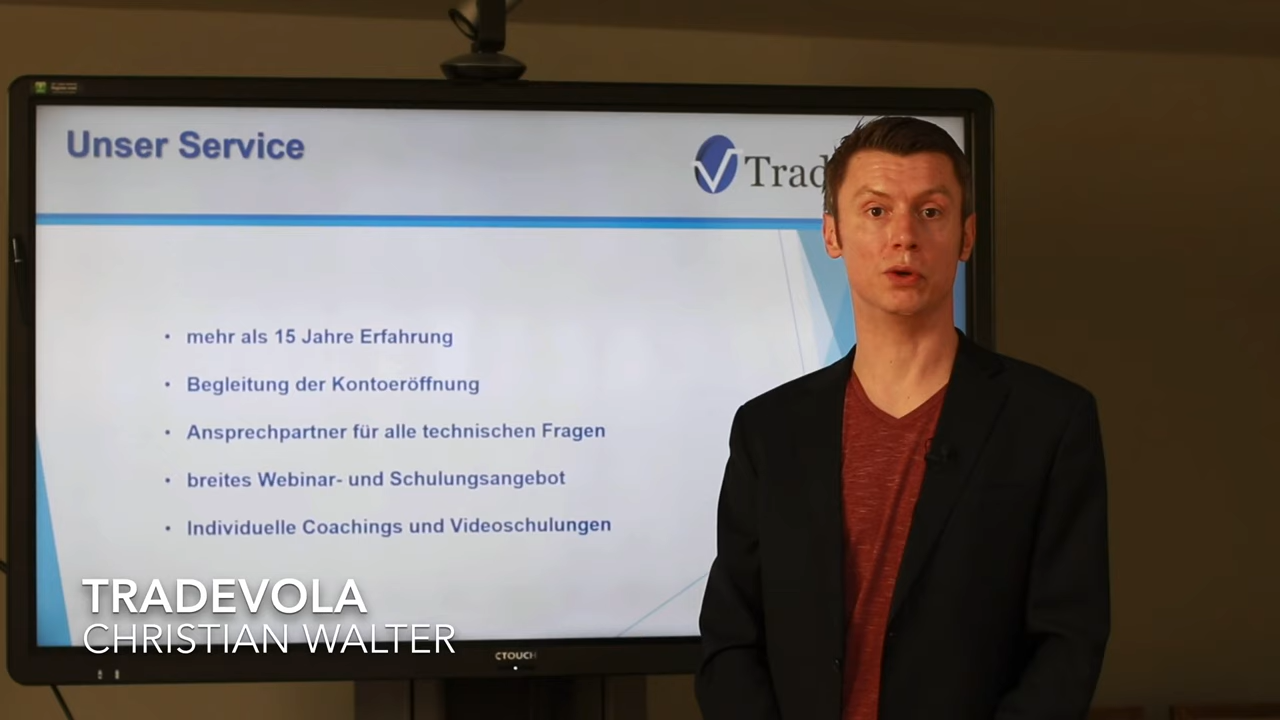 Unser Service
Trad
• mehr als 15 Jahre Erfahrung
• Begleitung der Kontoeröffnung
• Ansprechpartner für alle technischen Fragen
• breites Webinar- und Schulungsangebot
• Individuelle Coachings und Videoschulungen
TRADEVOLA
CHRISTIAN WALTER
CTOUCH